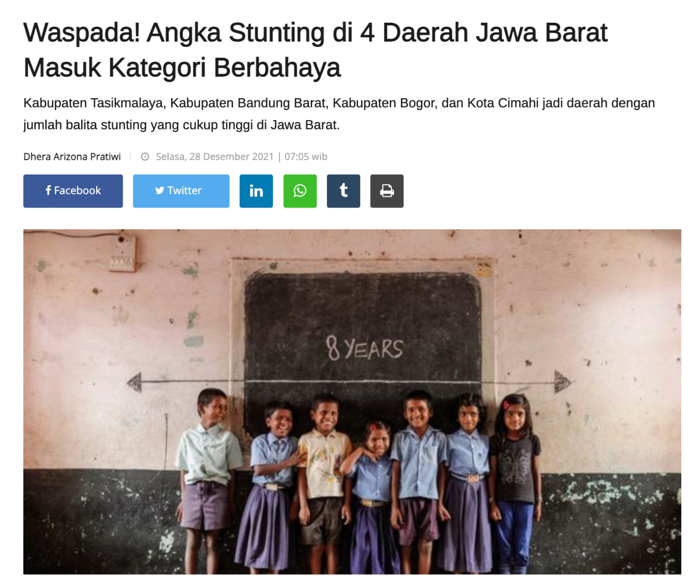 Waspada! Angka Stunting di 4 Daerah Jawa Barat
Masuk Kategori Berbahaya
Kabupaten Tasikmalaya, Kabupaten Bandung Barat, Kabupaten Bogor, dan Kota Cimahi jadi daerah dengan
jumlah balita stunting yang cukup tinggi di Jawa Barat.
Dhera Arizona Pratiwi | Selasa, 28 Desember 2021 | 07:05 wib
Facebook Twitter in t
8 YEARS